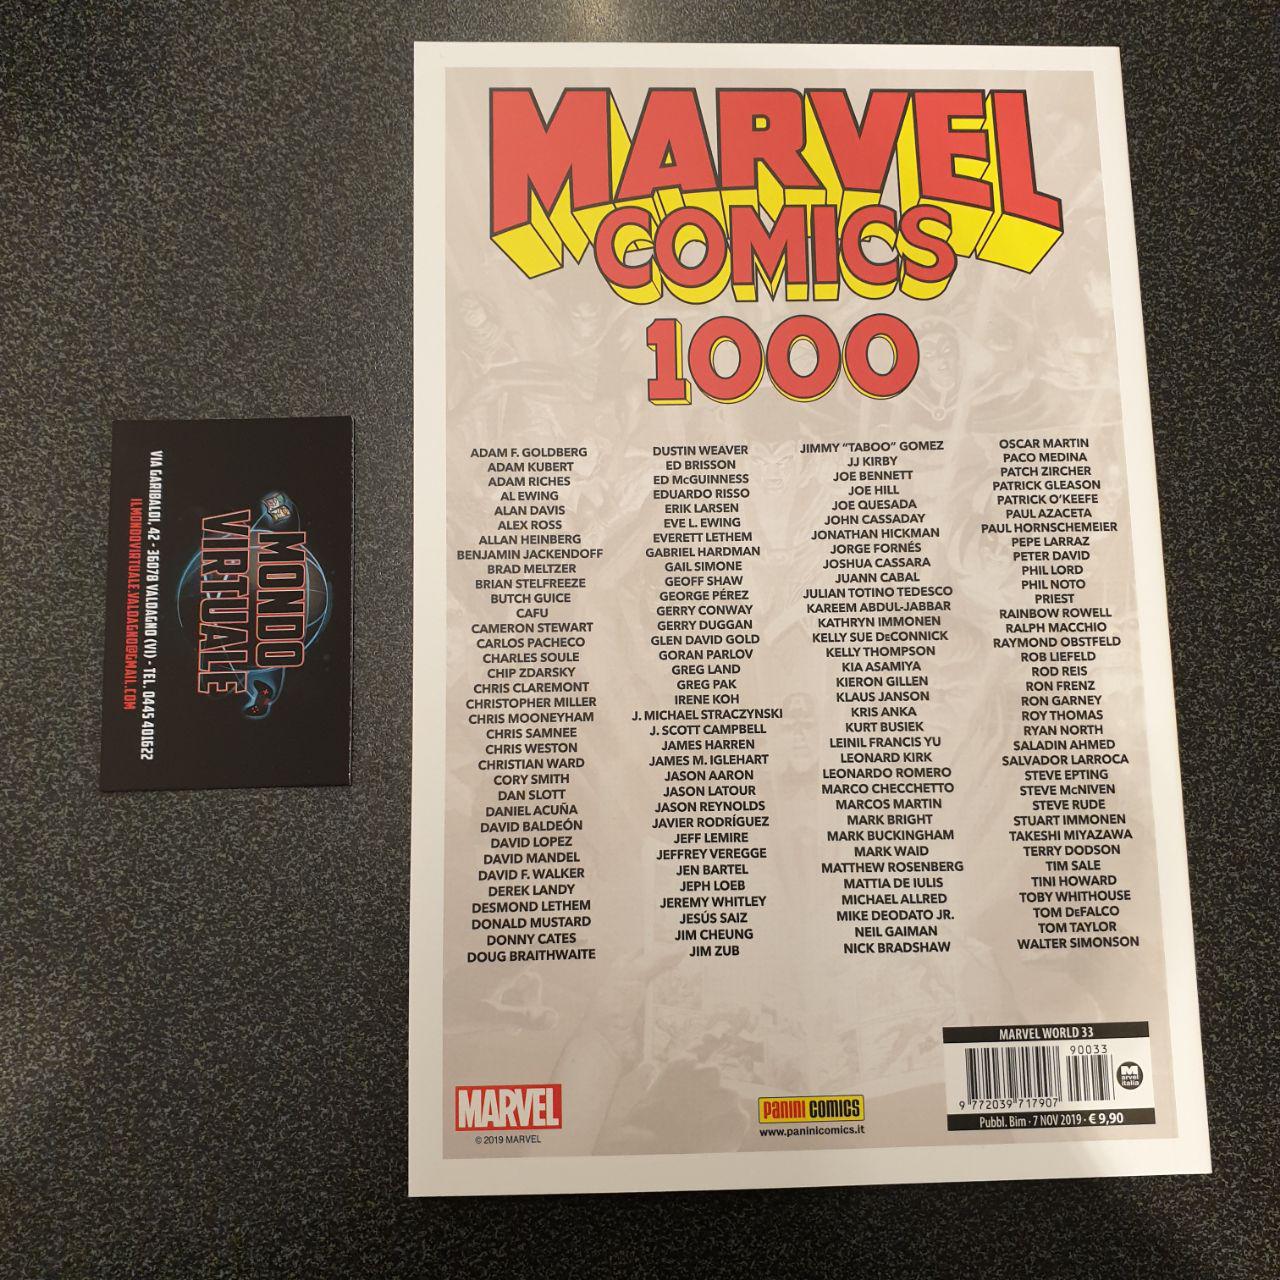 MARVEL
COMICS
1000
ADAM F. GOLDBERG
ADAM KUBERT
ADAM RICHES
AL EWING
ALAN DAVIS
ALEX ROSS
ALLAN HEINBERG
BENJAMIN JACKENDOFF
BRAD MELTZER
BRIAN STELFREEZE
BUTCH GUICE
CAFU
CAMERON STEWART
CARLOS PACHECO
CHARLES SOULE
CHIP ZDARSKY
CHRIS CLAREMONT
CHRISTOPHER MILLER
CHRIS MOONEYHAM
CHRIS SAMNEE
CHRIS WESTON
CHRISTIAN WARD
CORY SMITH
DAN SLOTT
DANIEL ACUÑA
DAVID BALDEÓN
DAVID LOPEZ
DAVID MANDEL
DAVID F. WALKER
DEREK LANDY
DESMOND LETHEM
DONALD MUSTARD
DONNY CATES
DOUG BRAITHWAITE
DUSTIN WEAVER
ED BRISSON
ED McGUINNESS
EDUARDO RISSO
ERIK LARSEN
EVE L. EWING
EVERETT LETHEM
GABRIEL HARDMAN
GAIL SIMONE
GEOFF SHAW
GEORGE PÉREZ
GERRY CONWAY
GERRY DUGGAN
GLEN DAVID GOLD
GORAN PARLOV
GREG LAND
GREG PAK
IRENE KOH
J. MICHAEL STRACZYNSKI
J. SCOTT CAMPBELL
JAMES HARREN
JAMES M. IGLEHART
JASON AARON
JASON LATOUR
JASON REYNOLDS
JAVIER RODRÍGUEZ
JEFF LEMIRE
JEFFREY VEREGGE
JEN BARTEL
JEPH LOEB
JEREMY WHITLEY
JESÚS SAIZ
JIM CHEUNG
JIM ZUB
JIMMY "TABOO" GOMEZ
JJ KIRBY
JOE BENNETT
JOE HILL
JOE QUESADA
JOHN CASSADAY
JONATHAN HICKMAN
JORGE FORNÉS
JOSHUA CASSARA
JUANN CABAL
JULIAN TOTINO TEDESCO
KAREEM ABDUL-JABBAR
KATHRYN IMMONEN
KELLY SUE DeCONNICK
KELLY THOMPSON
KIA ASAMIYA
KIERON GILLEN
KLAUS JANSON
KRIS ANKA
KURT BUSIEK
LEINIL FRANCIS YU
LEONARD KIRK
LEONARDO ROMERO
MARCO CHECCHETTO
MARCOS MARTIN
MARK BRIGHT
MARK BUCKINGHAM
MARK WAID
MATTHEW ROSENBERG
MATTIA DE IULIS
MICHAEL ALLRED
MIKE DEODATO JR.
NEIL GAIMAN
NICK BRADSHAW
OSCAR MARTIN
PACO MEDINA
PATCH ZIRCHER
PATRICK GLEASON
PATRICK O'KEEFE
PAUL AZACETA
PAUL HORNSCHEMEIER
PEPE LARRAZ
PETER DAVID
PHIL LORD
PHIL NOTO
PRIEST
RAINBOW ROWELL
RALPH MACCHIO
RAYMOND OBSTFELD
ROB LIEFELD
ROD REIS
RON FRENZ
RON GARNEY
ROY THOMAS
RYAN NORTH
SALADIN AHMED
SALVADOR LARROCA
STEVE EPTING
STEVE McNIVEN
STEVE RUDE
STUART IMMONEN
TAKESHI MIYAZAWA
TERRY DODSON
TIM SALE
TINI HOWARD
TOBY WHITHOUSE
TOM DeFALCO
TOM TAYLOR
WALTER SIMONSON
MARVEL
© 2019 MARVEL
PANINI COMICS
www.paninicomics.it
MARVEL WORLD 33
90033
9 772039 717907
Marvel
italia
Pubbl. Bim · 7 NOV 2019 · € 9,90
MONDO
VIRTUALE
VIA GARIBALDI, 42 - 36078 VALDAGNO (VI) - TEL. 0445 401622
ILMONDOVIRTUALE.VALDAGNO@GMAIL.COM